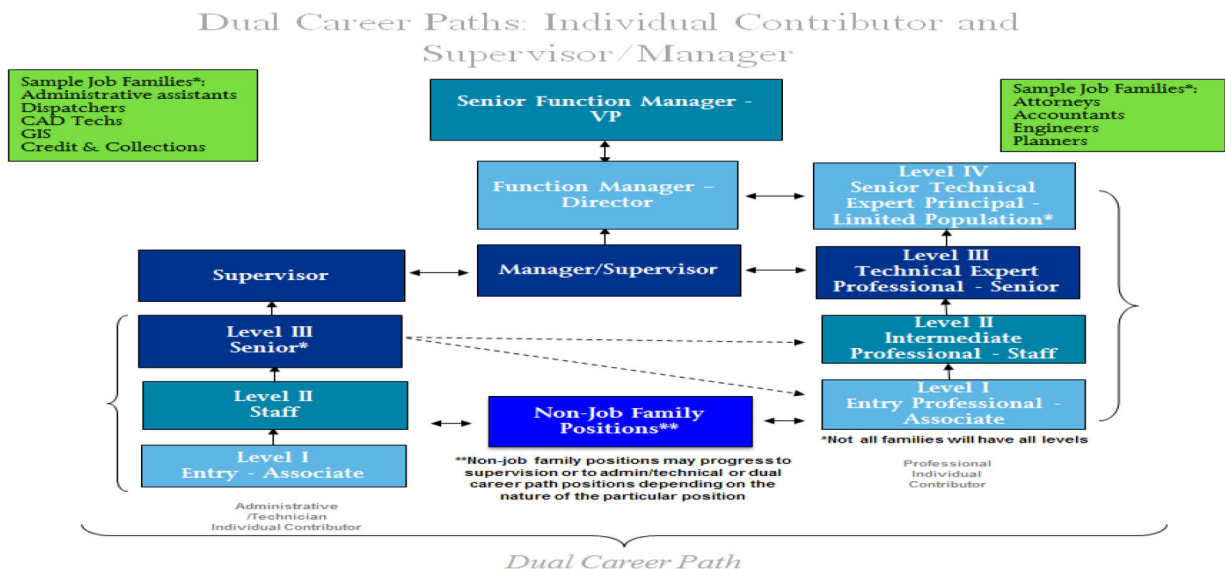 Dual Career Paths: Individual Contributor and
Supervisor/Manager
Sample Job Families*:
Administrative assistants
Dispatchers
CAD Techs
GIS
Credit & Collections
Senior Function Manager -
VP
Sample Job Families*:
Attorneys
Accountants
Engineers
Planners
Function Manager –
Director
Level IV
Senior Technical
Expert Principal -
Limited Population*
Supervisor
Manager/Supervisor
Level III
Technical Expert
Professional - Senior
Level III
Senior*
Level II
Intermediate
Professional - Staff
Level II
Staff
Non-Job Family
Positions**
Level I
Entry Professional -
Associate
Level I
Entry - Associate
*Not all families will have all levels
**Non-job family positions may progress to
supervision or to admin/technical or dual
career path positions depending on the
nature of the particular position
Professional
Individual
Contributor
Administrative
/Technician
Individual Contributor
Dual Career Path